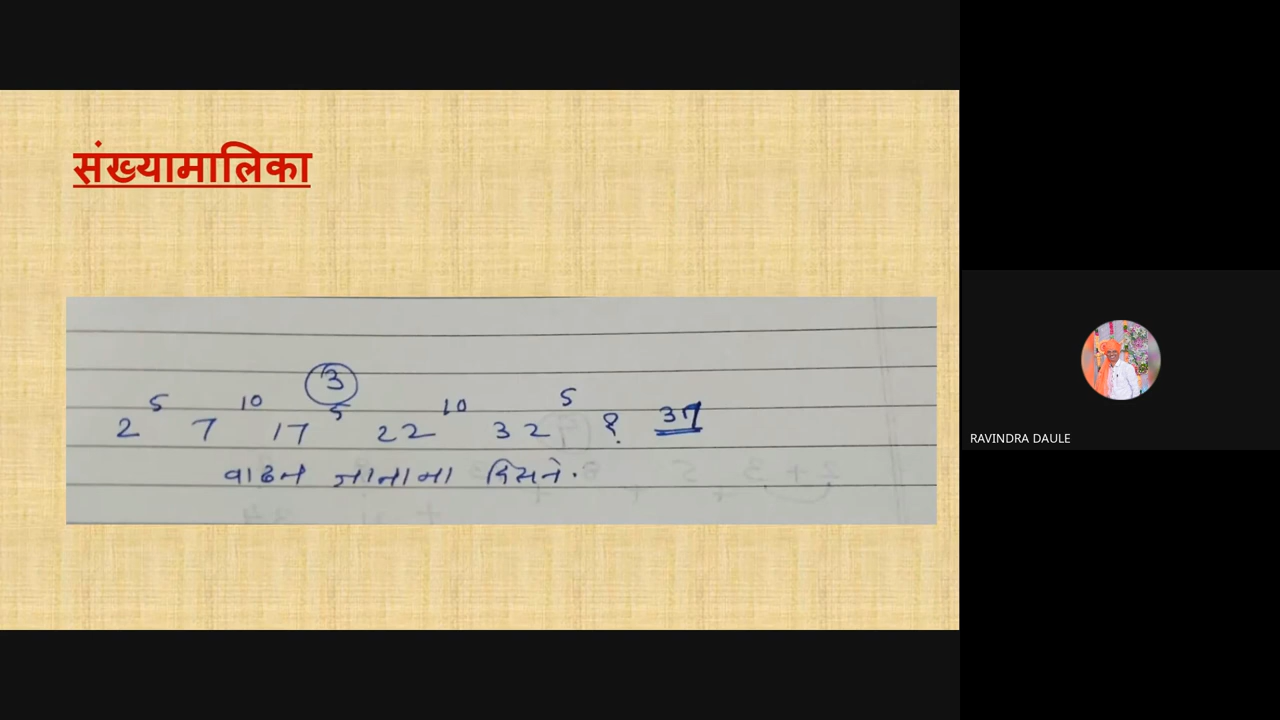 संख्यामालिका
3
5 10 5 10 5
2 7 17 22 32 ? 37
वाढत जाताना दिसते.
RAVINDRA DAULE